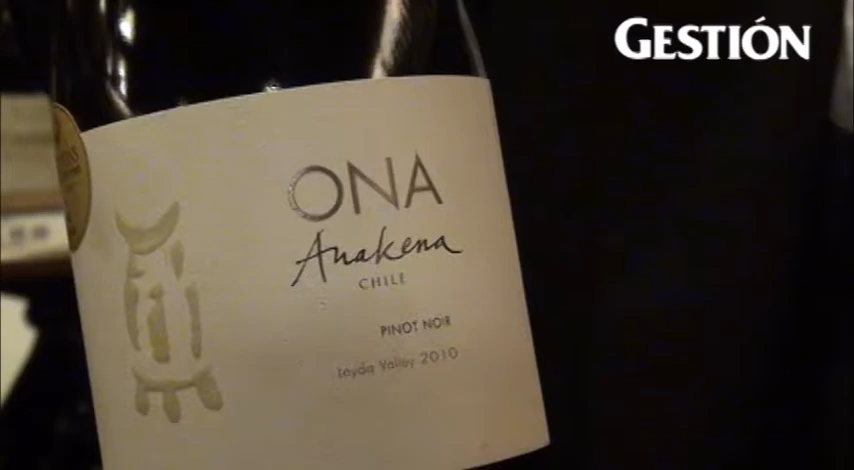 GESTIÓN
ONA
Anakena
CHILE
PINOT NOIR
Leyda Valley 2010